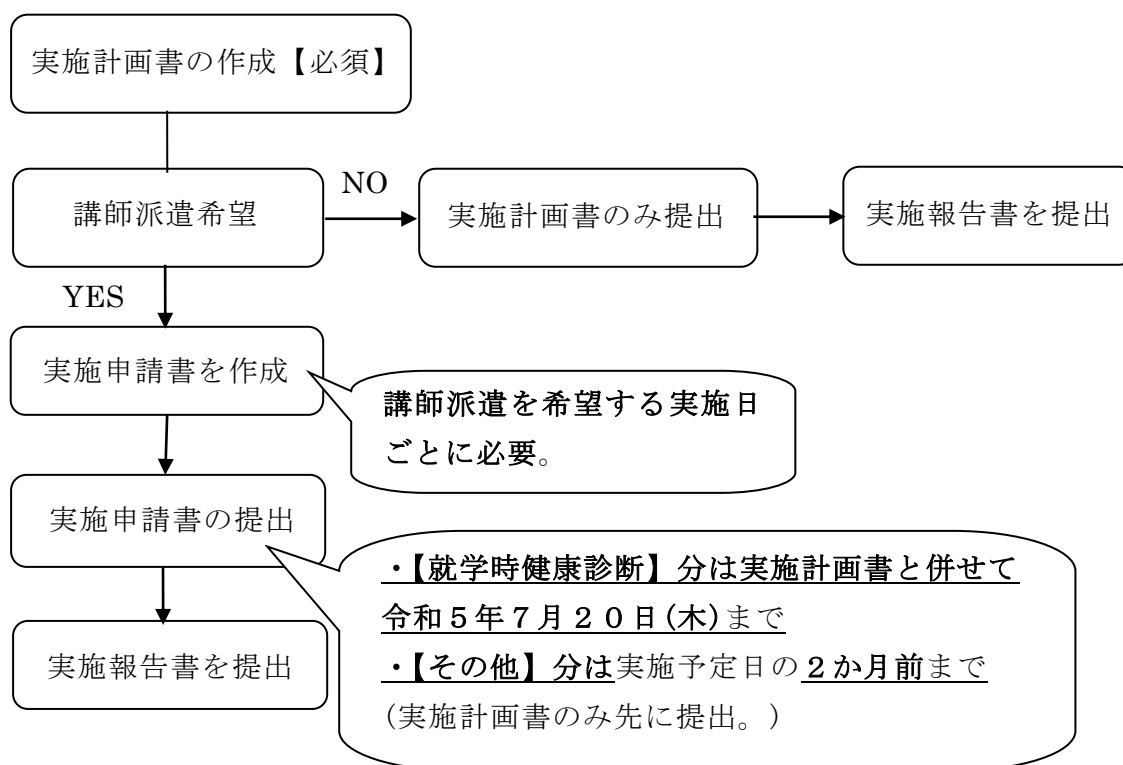 実施計画書の作成【必須】
講師派遣希望
NO
実施計画書のみ提出
実施報告書を提出
YES
実施申請書を作成
講師派遣を希望する実施日
ごとに必要。
実施申請書の提出
・【就学時健康診断】分は実施計画書と併せて
令和５年７月２０日(木)まで
・【その他】分は実施予定日の２か月前まで
（実施計画書のみ先に提出。）
実施報告書を提出